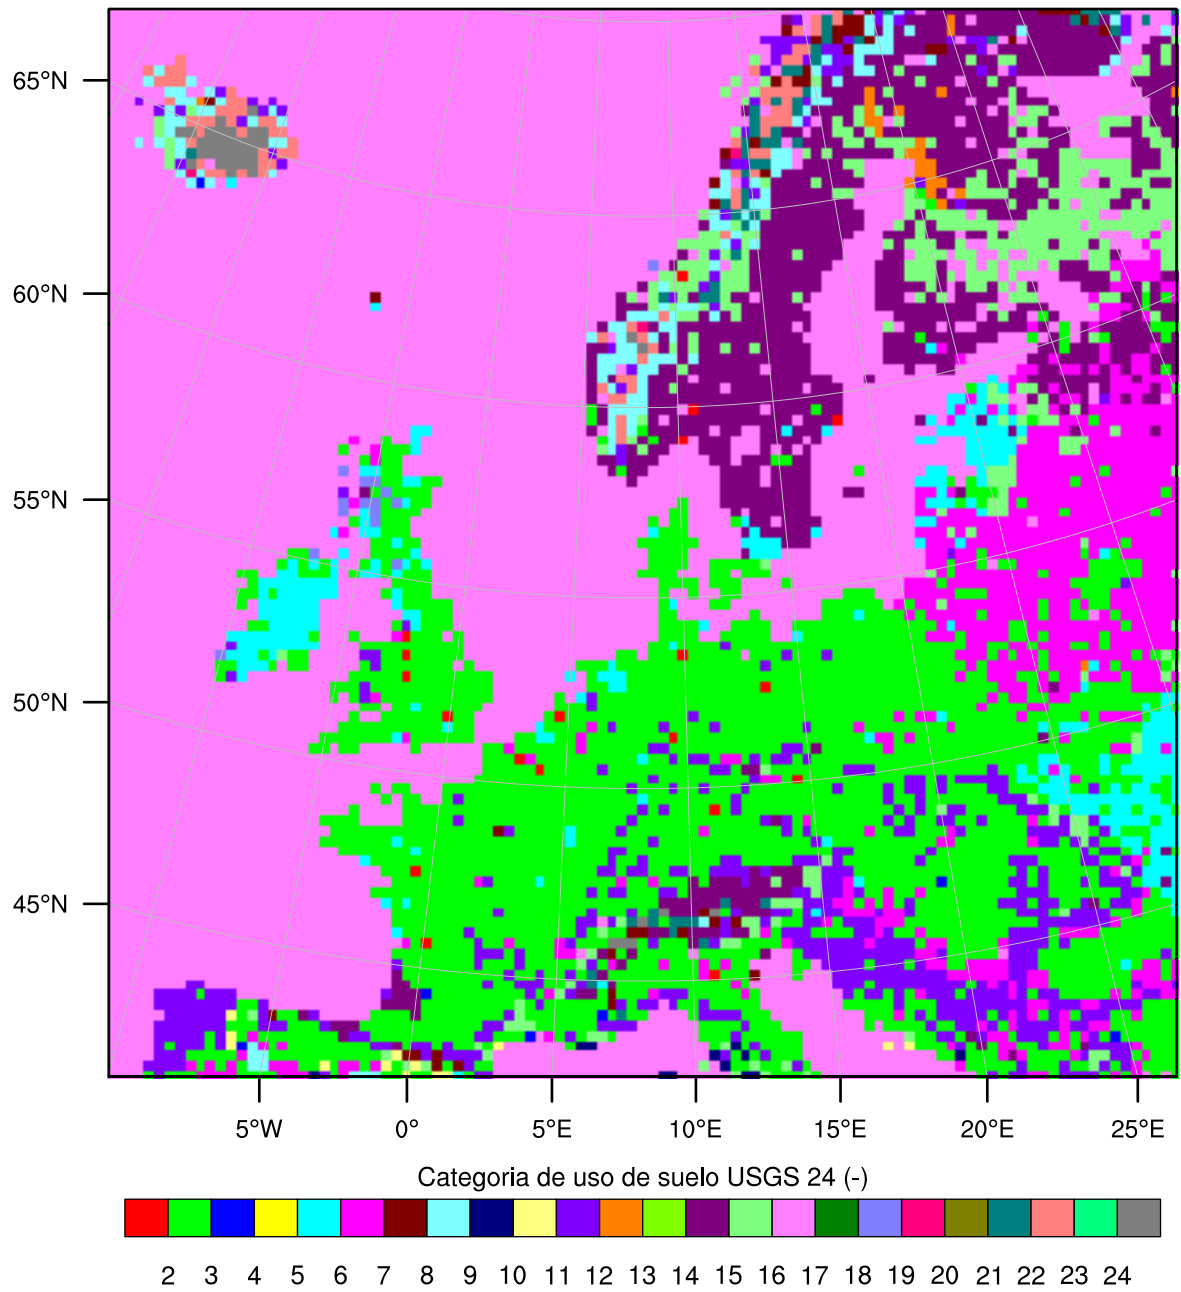 65°N
60°N
55°N
50°N
45°N
5°W 0° 5°E 10°E 15°E 20°E 25°E
Categoria de uso de suelo USGS 24 (-)
2 3 4 5 6 7 8 9 10 11 12 13 14 15 16 17 18 19 20 21 22 23 24